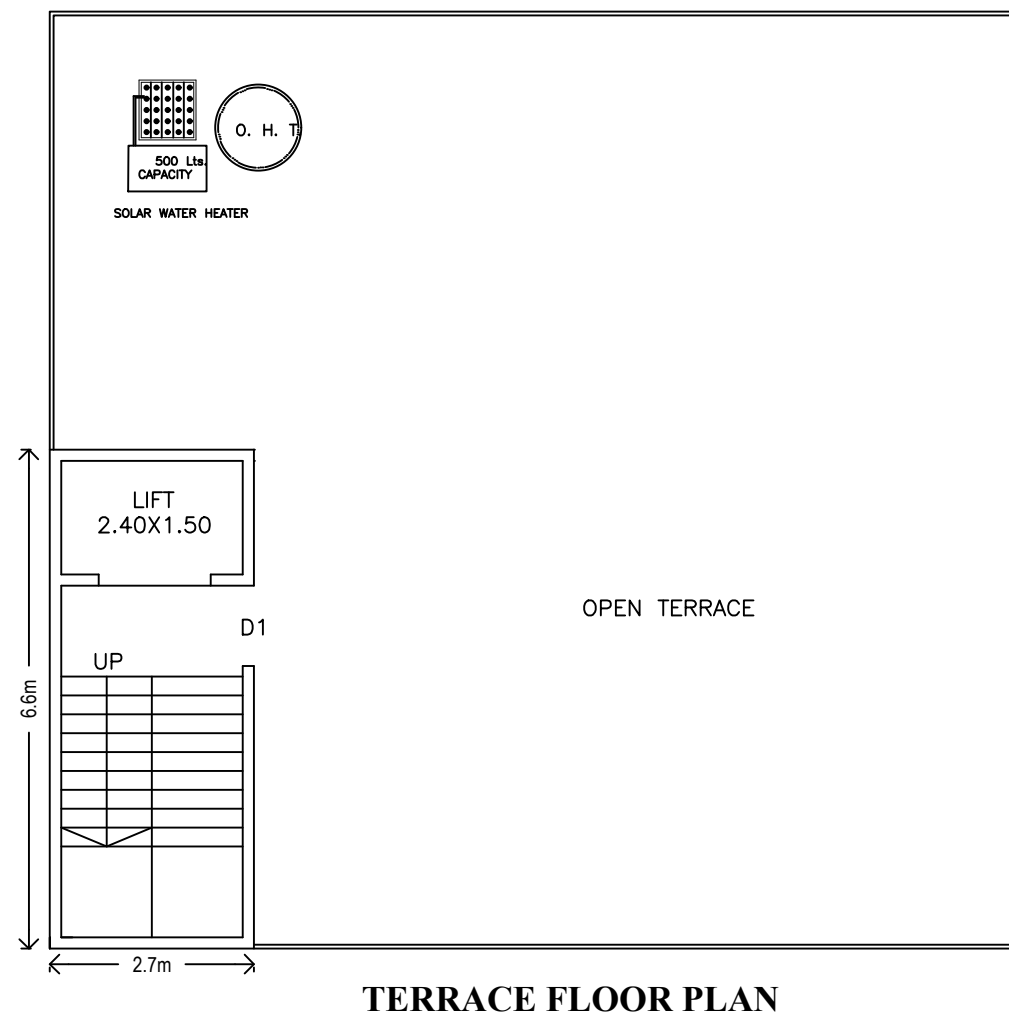 O. H. T
500 Lts.
CAPACITY
SOLAR WATER HEATER
LIFT
2.40X1.50
OPEN TERRACE
D1
UP
6.6m
2.7m
TERRACE FLOOR PLAN